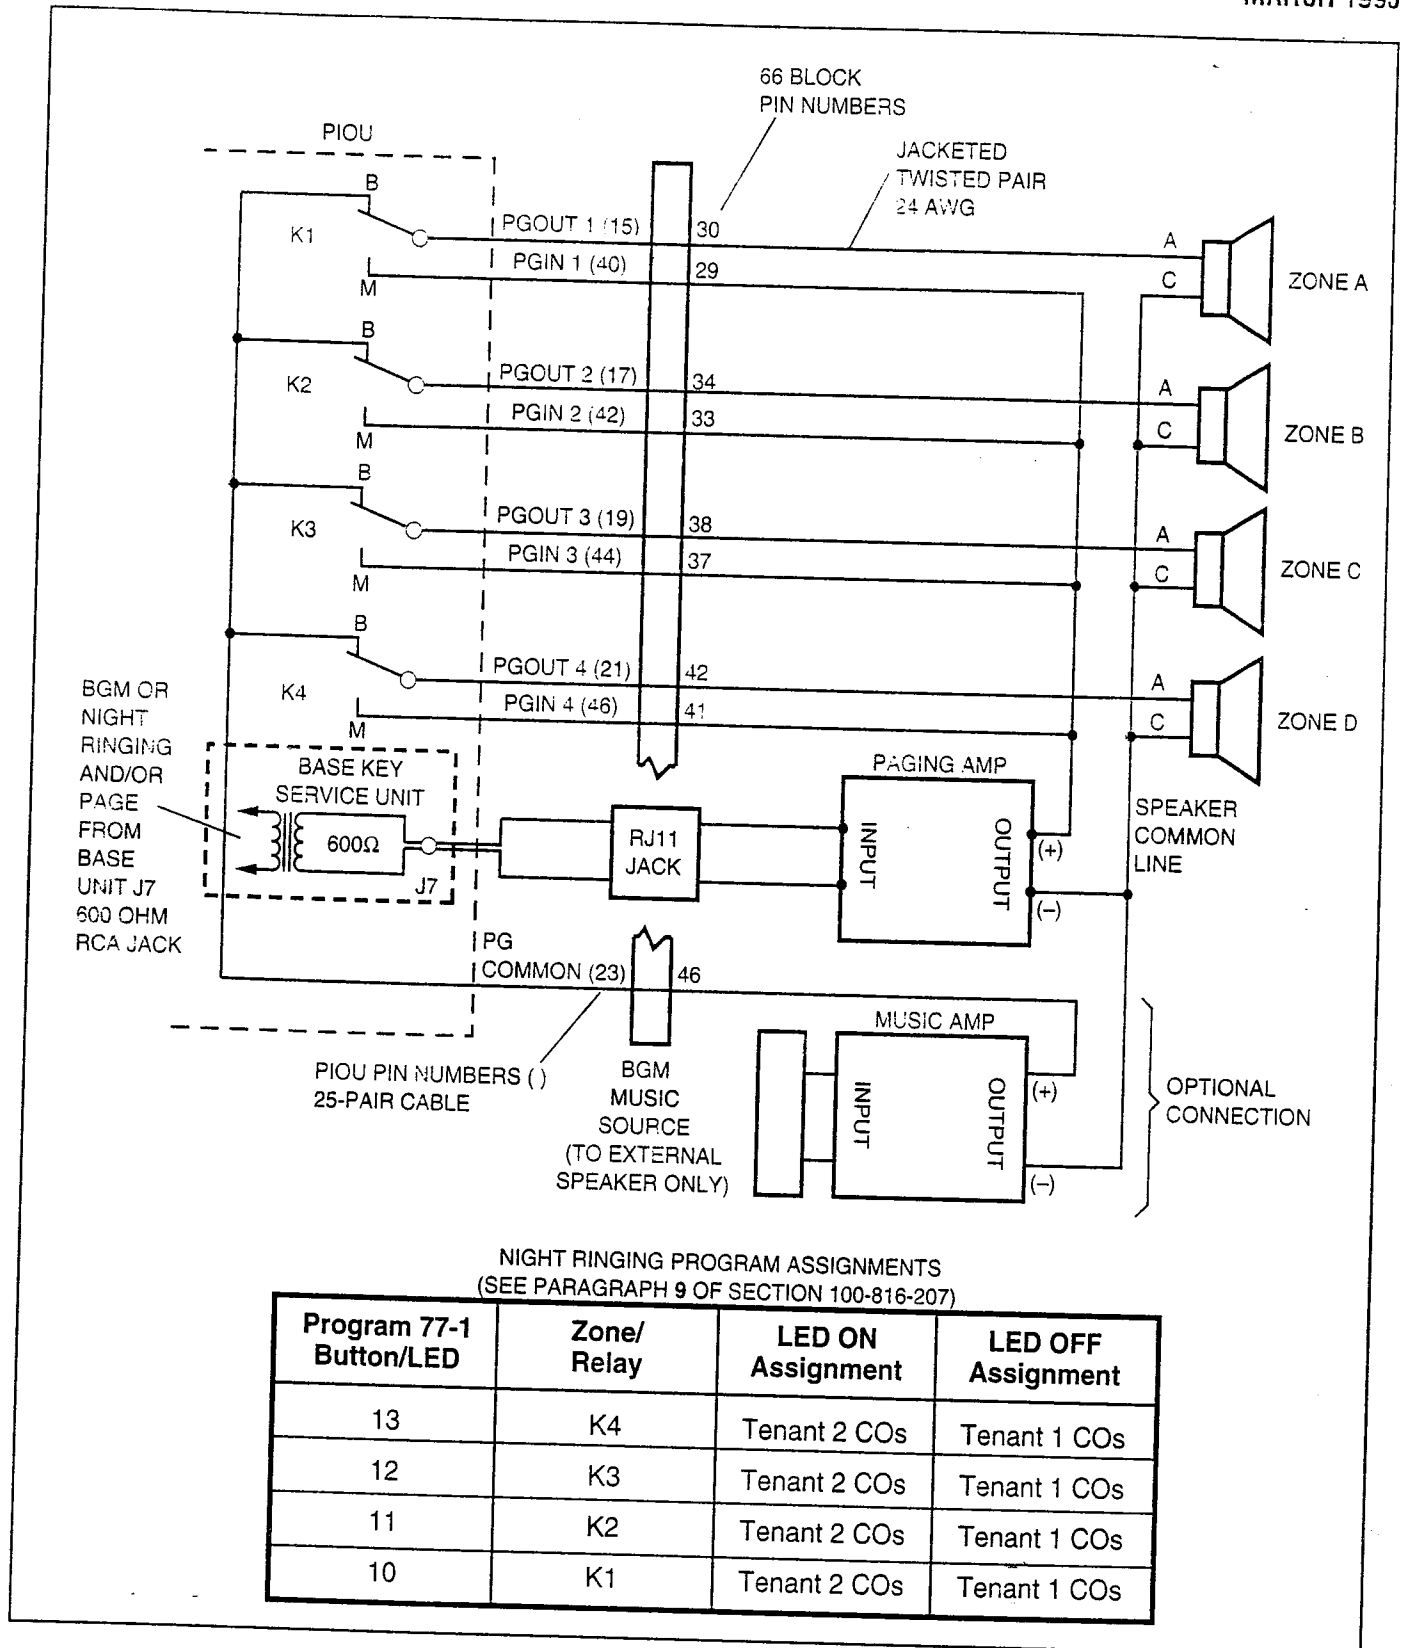 66 BLOCK
PIN NUMBERS
PIOU
JACKETED
TWISTED PAIR
24 AWG
B
K1
PGOUT 1 (15)
30
A
PGIN 1 (40)
29
C
ZONE A
M
B
K2
PGOUT 2 (17)
34
A
PGIN 2 (42)
33
C
ZONE B
M
B
K3
PGOUT 3 (19)
38
A
PGIN 3 (44)
37
C
ZONE C
M
B
K4
PGOUT 4 (21)
42
A
PGIN 4 (46)
41
C
ZONE D
M
BGM OR
NIGHT
RINGING
AND/OR
PAGE
FROM
BASE
UNIT J7
600 OHM
RCA JACK
BASE KEY
SERVICE UNIT
600Ω
J7
RJ11
JACK
PAGING AMP
INPUT
OUTPUT
(+)
(–)
SPEAKER
COMMON
LINE
PG
COMMON (23)
46
PIOU PIN NUMBERS ( )
25-PAIR CABLE
BGM
MUSIC
SOURCE
(TO EXTERNAL
SPEAKER ONLY)
MUSIC AMP
INPUT
OUTPUT
(+)
(–)
OPTIONAL
CONNECTION
NIGHT RINGING PROGRAM ASSIGNMENTS
(SEE PARAGRAPH 9 OF SECTION 100-816-207)
Program 77-1 Button/LED | Zone/ Relay | LED ON Assignment | LED OFF Assignment
13 | K4 | Tenant 2 COs | Tenant 1 COs
12 | K3 | Tenant 2 COs | Tenant 1 COs
11 | K2 | Tenant 2 COs | Tenant 1 COs
10 | K1 | Tenant 2 COs | Tenant 1 COs